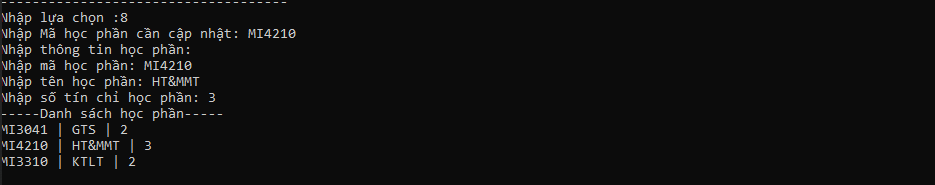 -----------------------------------
Nhập lựa chọn :8
Nhập Mã học phần cần cập nhật: MI4210
Nhập thông tin học phần:
Nhập mã học phần: MI4210
Nhập tên học phần: HT&MMT
Nhập số tín chỉ học phần: 3
-----Danh sách học phần-----
MI3041 | GTS | 2
MI4210 | HT&MMT | 3
MI3310 | KTLT | 2